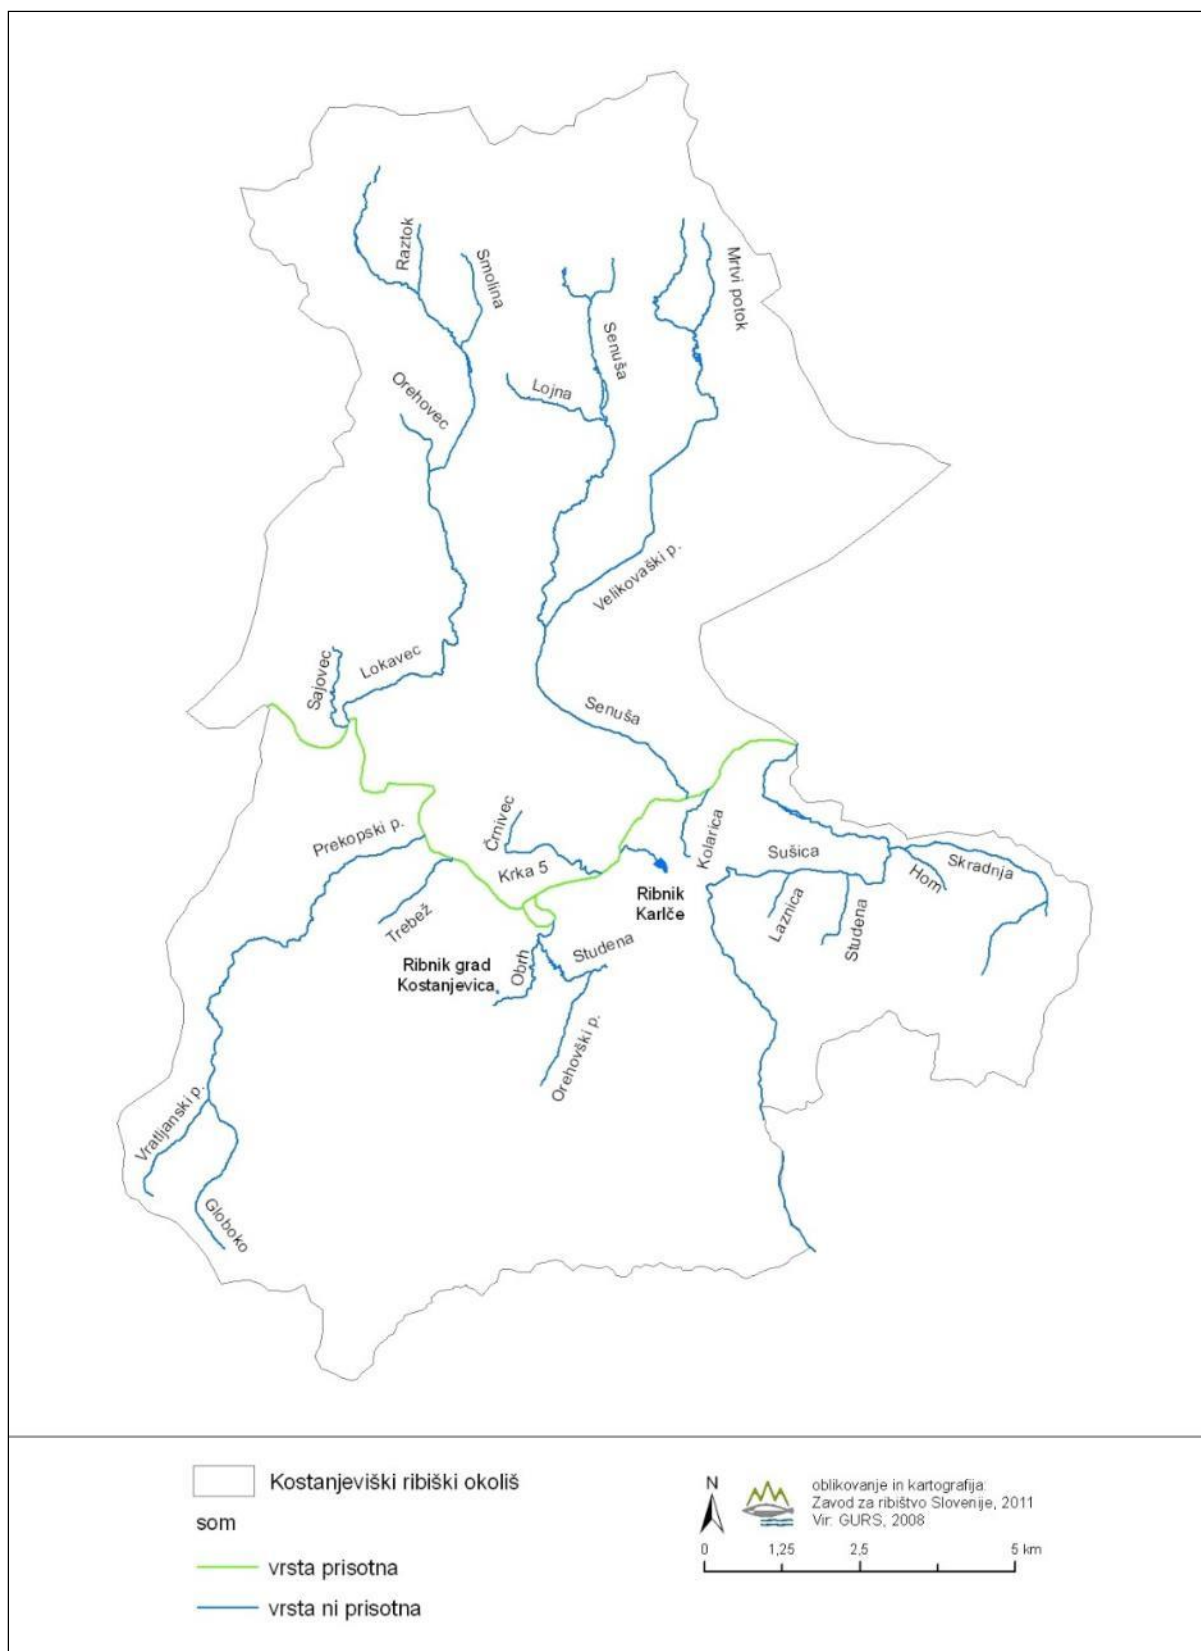 Raztok
Smolina
Mrtvi potok
Senuša
Lojna
Orehovec
Velikovaški p.
Sajovec
Lokavec
Senuša
Prekopski p.
Črnivec
Krka 5
Kolarica
Sušica
Skradnja
Hom
Ribnik
Karlče
Laznica
Studena
Trebež
Ribnik grad
Kostanjevica
Obrh
Studena
Orehovški p.
Vratljanski p.
Globoko
Kostanjeviški ribiški okoliš
som
vrsta prisotna
vrsta ni prisotna
N
oblikovanje in kartografija:
Zavod za ribištvo Slovenije, 2011
Vir: GURS, 2008
0 1,25 2,5 5 km